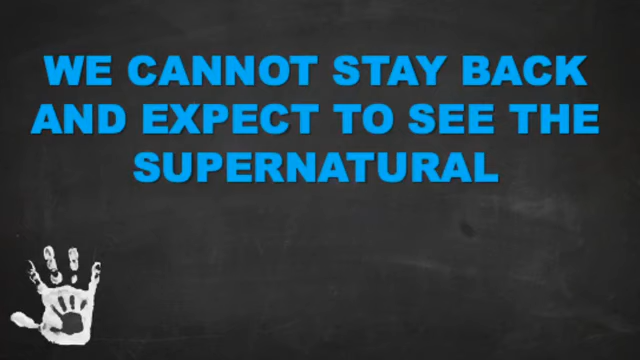 WE CANNOT STAY BACK
AND EXPECT TO SEE THE
SUPERNATURAL